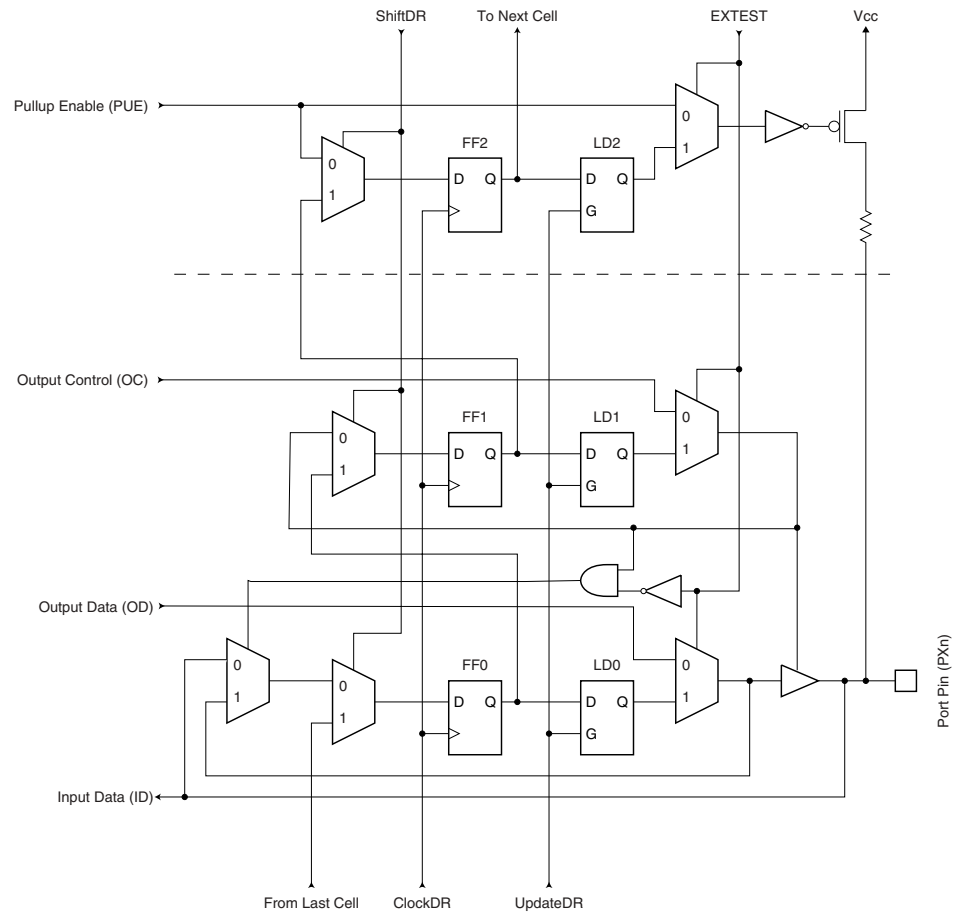 ShiftDR
To Next Cell
EXTEST
Vcc
Pullup Enable (PUE)
0
1
FF2
D Q
LD2
D Q
G
0
1
Output Control (OC)
0
1
FF1
D Q
LD1
D Q
G
0
1
Output Data (OD)
0
1
0
1
FF0
D Q
LD0
D Q
G
0
1
Port Pin (PXn)
Input Data (ID)
From Last Cell
ClockDR
UpdateDR